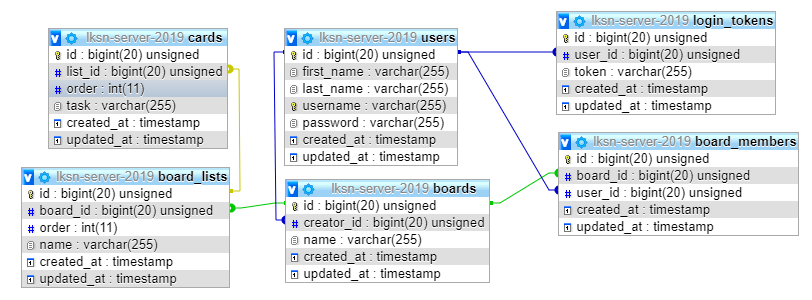 lksn-server-2019 cards
id : bigint(20) unsigned
list_id : bigint(20) unsigned
order : int(11)
task : varchar(255)
created_at : timestamp
updated_at : timestamp
lksn-server-2019 users
id : bigint(20) unsigned
first_name : varchar(255)
last_name : varchar(255)
username : varchar(255)
password : varchar(255)
created_at : timestamp
updated_at : timestamp
lksn-server-2019 login_tokens
id : bigint(20) unsigned
user_id : bigint(20) unsigned
token : varchar(255)
created_at : timestamp
updated_at : timestamp
lksn-server-2019 board_members
id : bigint(20) unsigned
board_id : bigint(20) unsigned
user_id : bigint(20) unsigned
created_at : timestamp
updated_at : timestamp
lksn-server-2019 board_lists
id : bigint(20) unsigned
board_id : bigint(20) unsigned
order : int(11)
name : varchar(255)
created_at : timestamp
updated_at : timestamp
lksn-server-2019 boards
id : bigint(20) unsigned
creator_id : bigint(20) unsigned
name : varchar(255)
created_at : timestamp
updated_at : timestamp